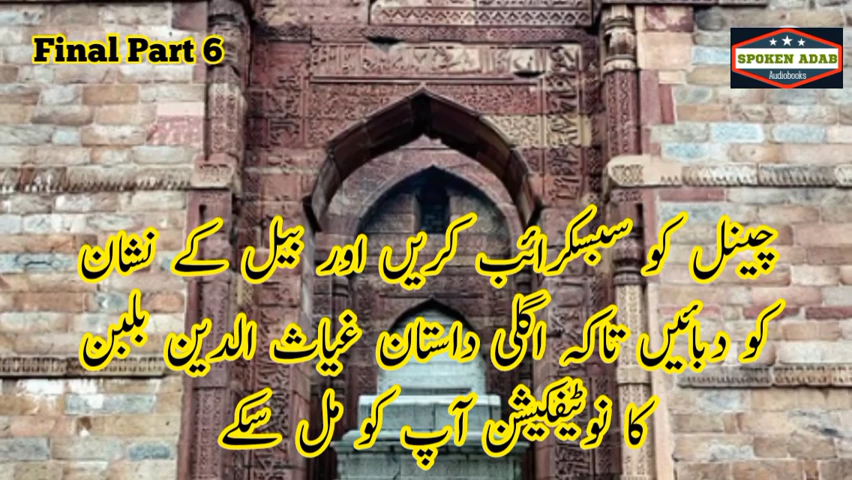 Final Part 6
SPOKEN ADAB
Audiobooks
چینل کو سبسکرائب کریں اور بیل کے نشان
کو دبائیں تاکہ اگلی داستان غیاث الدین بلبن
کا نوٹیفکیشن آپ کو مل سکے